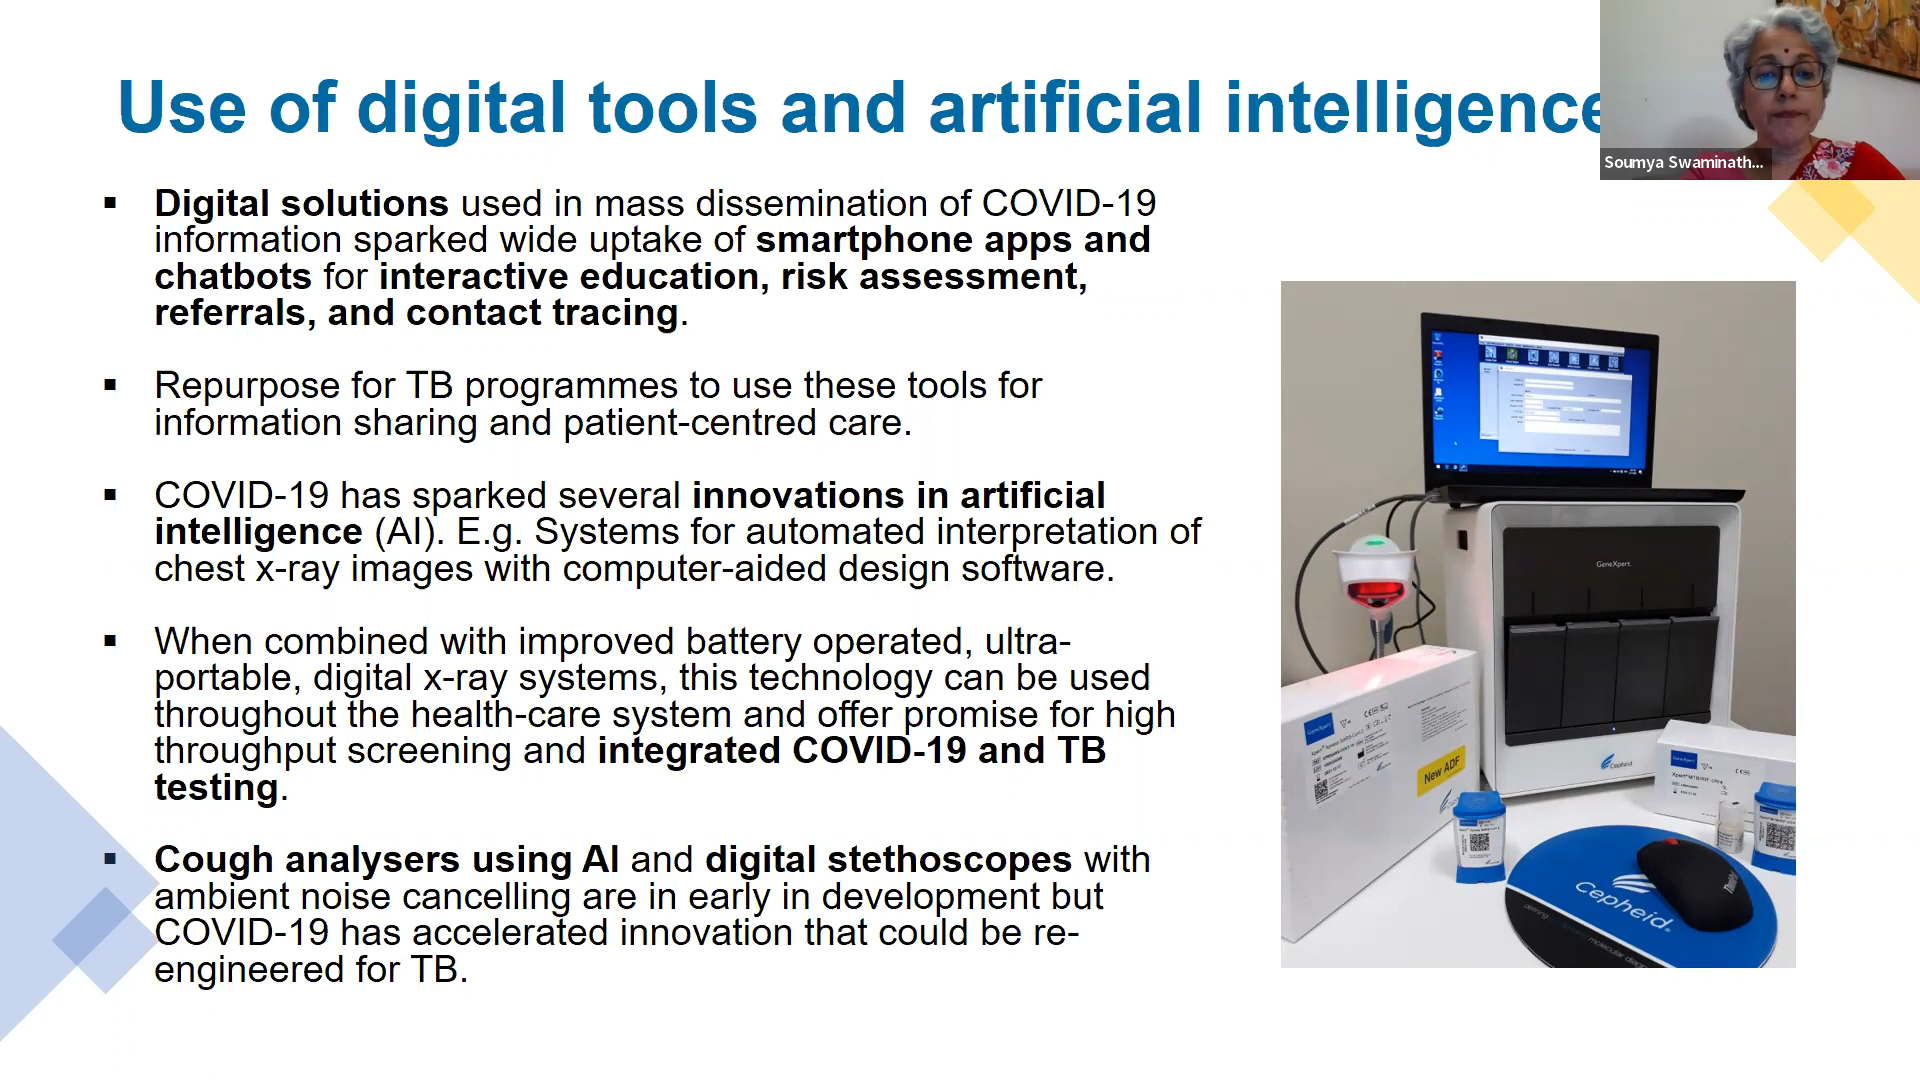 Use of digital tools and artificial intelligence
Soumya Swaminath...
▪ Digital solutions used in mass dissemination of COVID-19
information sparked wide uptake of smartphone apps and
chatbots for interactive education, risk assessment,
referrals, and contact tracing.
▪ Repurpose for TB programmes to use these tools for
information sharing and patient-centred care.
▪ COVID-19 has sparked several innovations in artificial
intelligence (AI). E.g. Systems for automated interpretation of
chest x-ray images with computer-aided design software.
▪ When combined with improved battery operated, ultra-
portable, digital x-ray systems, this technology can be used
throughout the health-care system and offer promise for high
throughput screening and integrated COVID-19 and TB
testing.
▪ Cough analysers using AI and digital stethoscopes with
ambient noise cancelling are in early in development but
COVID-19 has accelerated innovation that could be re-
engineered for TB.
GeneXpert
Cepheid
GeneXpert
New ADF
Cepheid
defining
ThinkPad